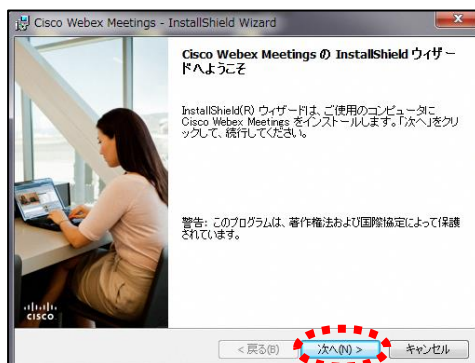 Cisco Webex Meetings - InstallShield Wizard
Cisco Webex Meetings の InstallShield ウィザー
ドへようこそ
InstallShield(R) ウィザードは、ご使用のコンピュータに
Cisco Webex Meetings をインストールします。「次へ」をクリ
ックして、続行してください。
警告: このプログラムは、著作権法および国際協定によって保護
されています。
cisco
< 戻る(B)
次へ(N) >
キャンセル